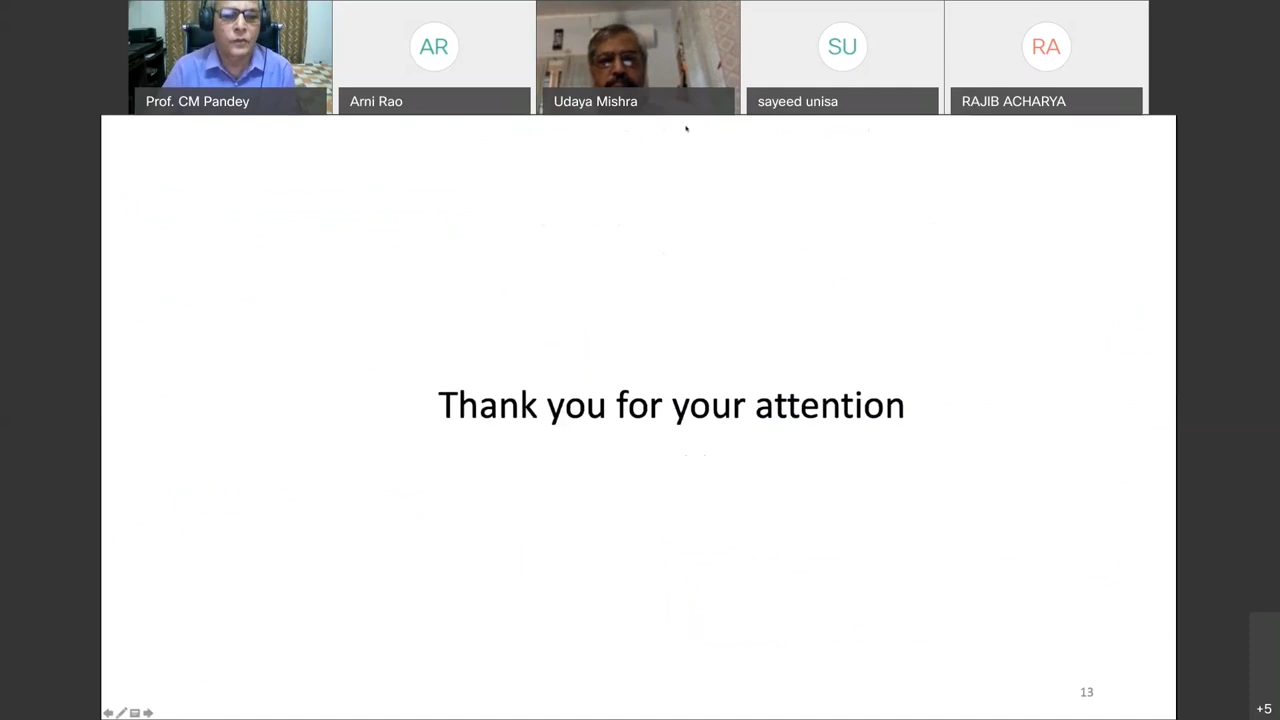 AR
SU
RA
Prof. CM Pandey
Arni Rao
Udaya Mishra
sayeed unisa
RAJIB ACHARYA
Thank you for your attention
13
+5